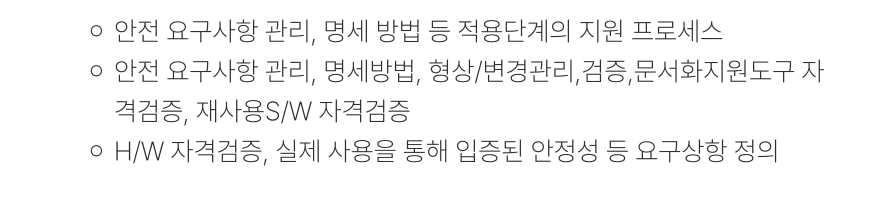 ○ 안전 요구사항 관리, 명세 방법 등 적용단계의 지원 프로세스
○ 안전 요구사항 관리, 명세방법, 형상/변경관리,검증,문서화지원도구 자
격검증, 재사용S/W 자격검증
○ H/W 자격검증, 실제 사용을 통해 입증된 안정성 등 요구상항 정의